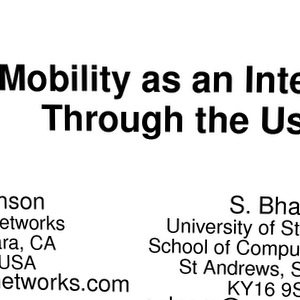 Mobility as an Inte
Through the Us
nson
etworks
ara, CA
USA
networks.com
S. Bha
University of St
School of Compu
St Andrews, S
KY16 9S